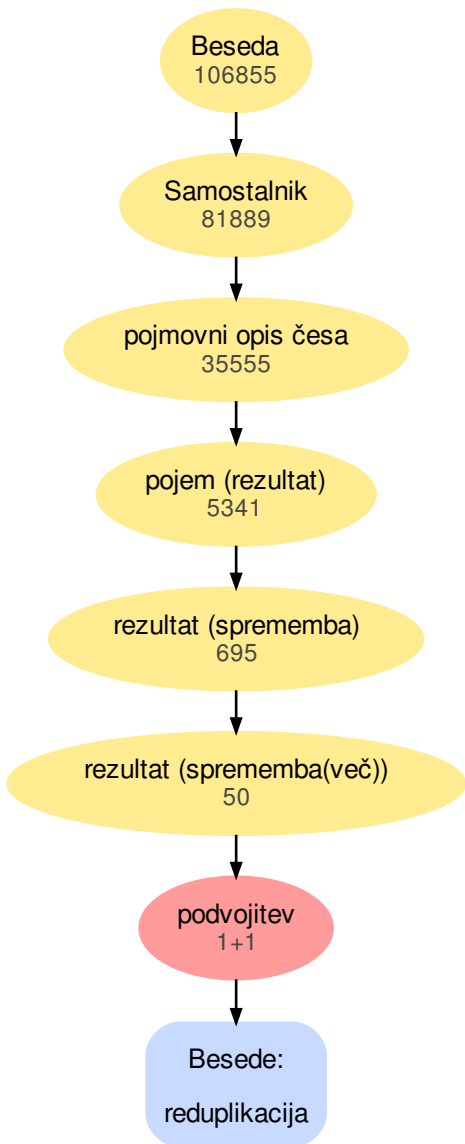 Beseda
106855
Samostalnik
81889
pojmovni opis česa
35555
pojem (rezultat)
5341
rezultat (sprememba)
695
rezultat (sprememba(več))
50
podvojitev
1+1
Besede:
reduplikacija